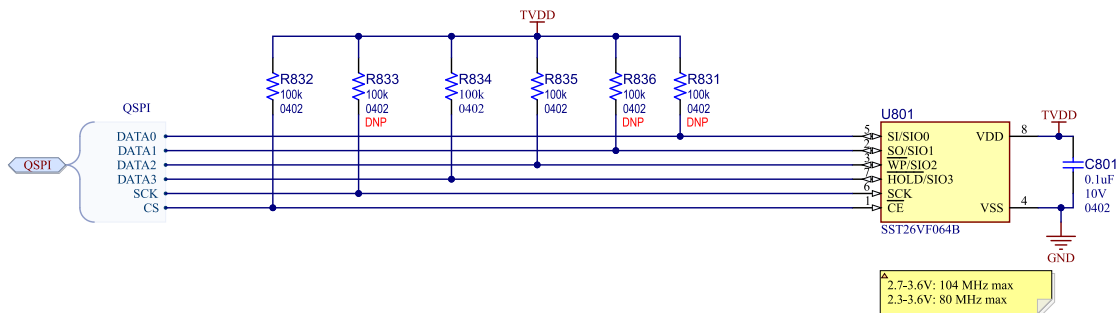 TVDD
R832
100k
0402
R833
100k
0402
DNP
R834
100k
0402
R835
100k
0402
R836
100k
0402
DNP
R831
100k
0402
DNP
QSPI
QSPI
DATA0
DATA1
DATA2
DATA3
SCK
CS
U801
5 SI/SIO0
2 SO/SIO1
3 WP/SIO2
7 HOLD/SIO3
6 SCK
1 CE
VDD 8
VSS 4
SST26VF064B
TVDD
C801
0.1uF
10V
0402
GND
2.7-3.6V: 104 MHz max
2.3-3.6V: 80 MHz max